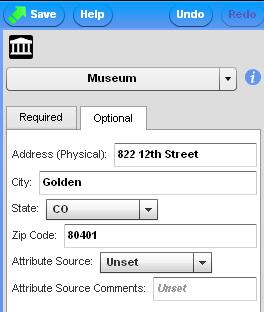 Save Help Undo Redo
Museum
Required Optional
Address (Physical): 822 12th Street
City: Golden
State: CO
Zip Code: 80401
Attribute Source: Unset
Attribute Source Comments: Unset